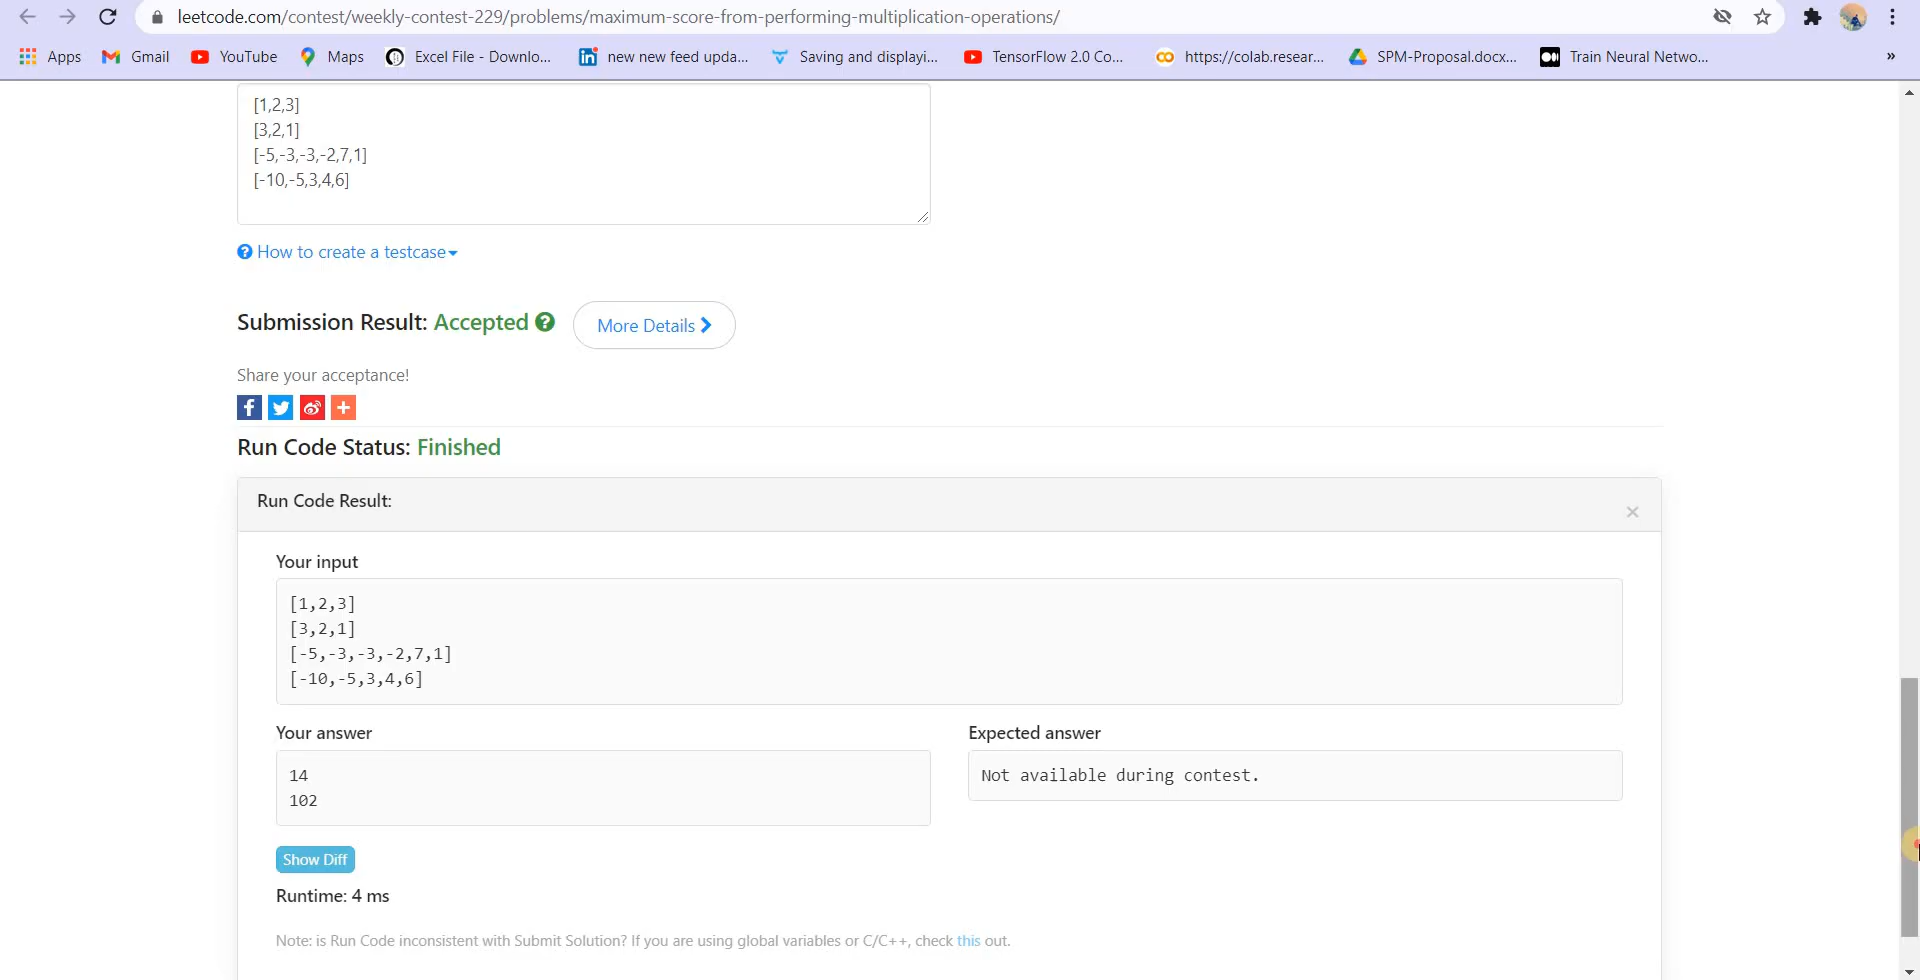 leetcode.com/contest/weekly-contest-229/problems/maximum-score-from-performing-multiplication-operations/
Apps Gmail YouTube Maps Excel File - Downlo... new new feed upda... Saving and displayi... TensorFlow 2.0 Co... https://colab.resear... SPM-Proposal.docx... Train Neural Netwo... »
[1,2,3]
[3,2,1]
[-5,-3,-3,-2,7,1]
[-10,-5,3,4,6]
How to create a testcase
Submission Result: Accepted More Details
Share your acceptance!
Run Code Status: Finished
Run Code Result:
×
Your input
[1,2,3]
[3,2,1]
[-5,-3,-3,-2,7,1]
[-10,-5,3,4,6]
Your answer
14
102
Expected answer
Not available during contest.
Show Diff
Runtime: 4 ms
Note: is Run Code inconsistent with Submit Solution? If you are using global variables or C/C++, check this out.